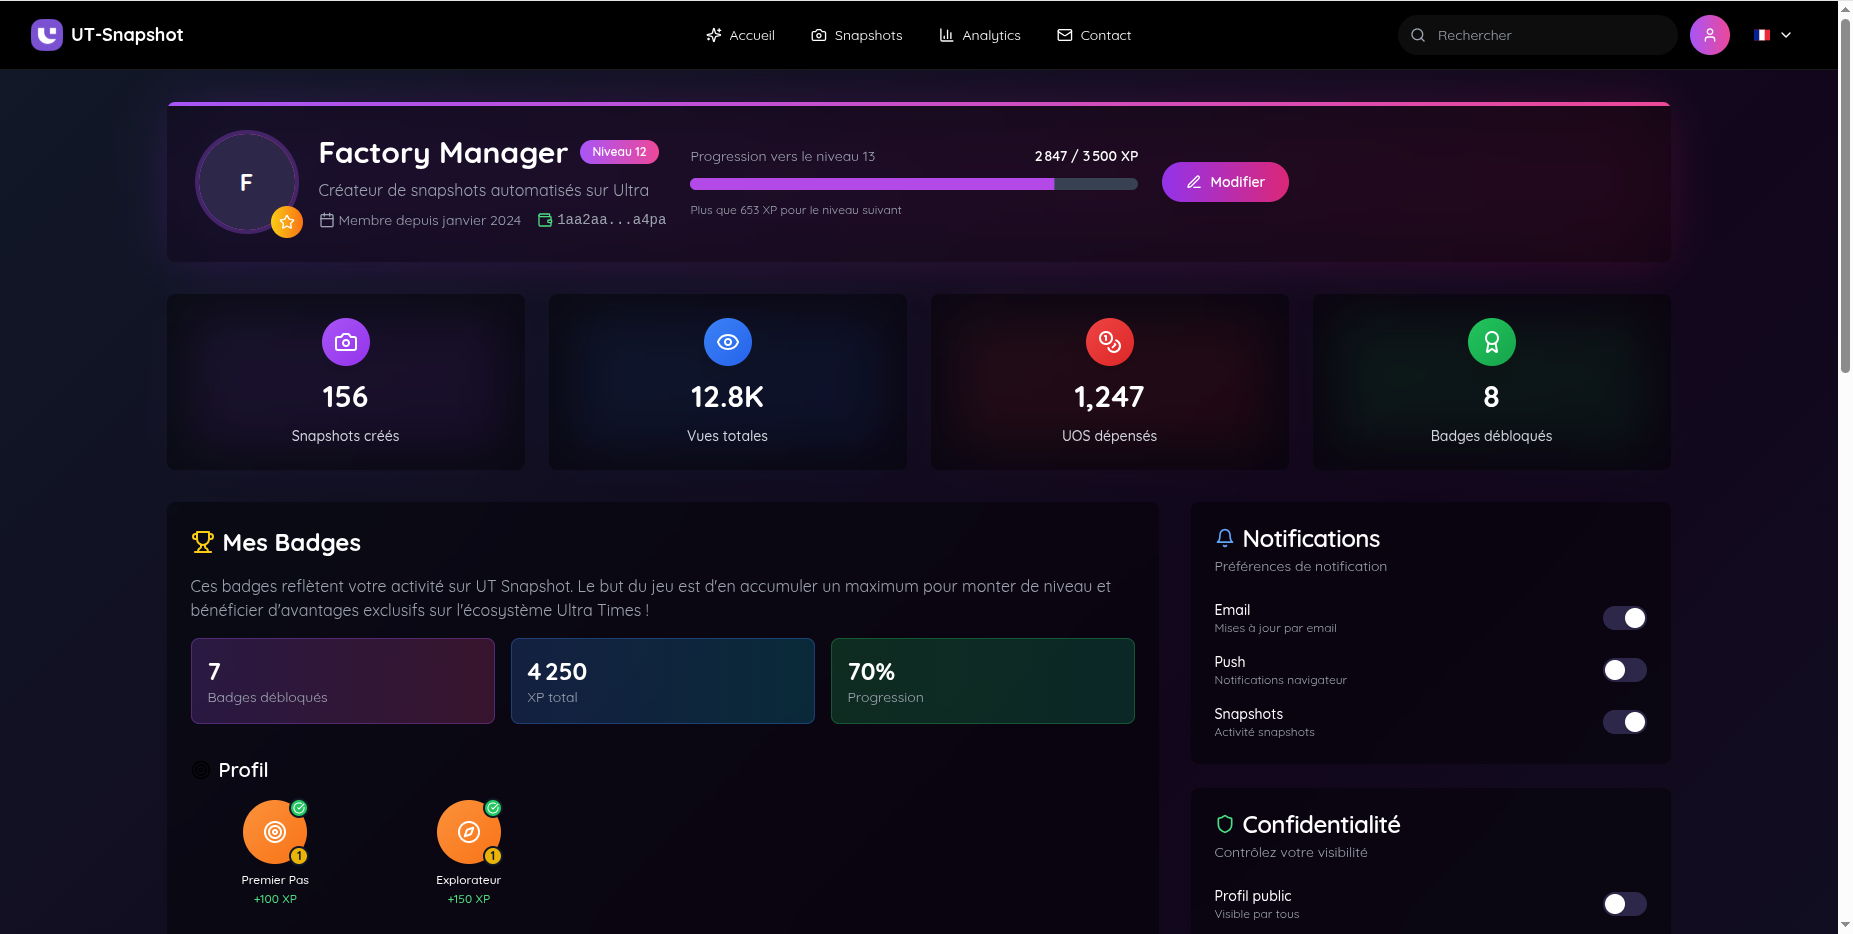 UT-Snapshot
Accueil
Snapshots
Analytics
Contact
Rechercher
F
Factory Manager
Niveau 12
Créateur de snapshots automatisés sur Ultra
Membre depuis janvier 2024
1aa2aa...a4pa
Progression vers le niveau 13
2 847 / 3 500 XP
Plus que 653 XP pour le niveau suivant
Modifier
156
Snapshots créés
12.8K
Vues totales
1,247
UOS dépensés
8
Badges débloqués
Mes Badges
Ces badges reflètent votre activité sur UT Snapshot. Le but du jeu est d'en accumuler un maximum pour monter de niveau et
bénéficier d'avantages exclusifs sur l'écosystème Ultra Times !
7
Badges débloqués
4 250
XP total
70%
Progression
Profil
1
Premier Pas
+100 XP
1
Explorateur
+150 XP
Notifications
Préférences de notification
Email
Mises à jour par email
Push
Notifications navigateur
Snapshots
Activité snapshots
Confidentialité
Contrôlez votre visibilité
Profil public
Visible par tous